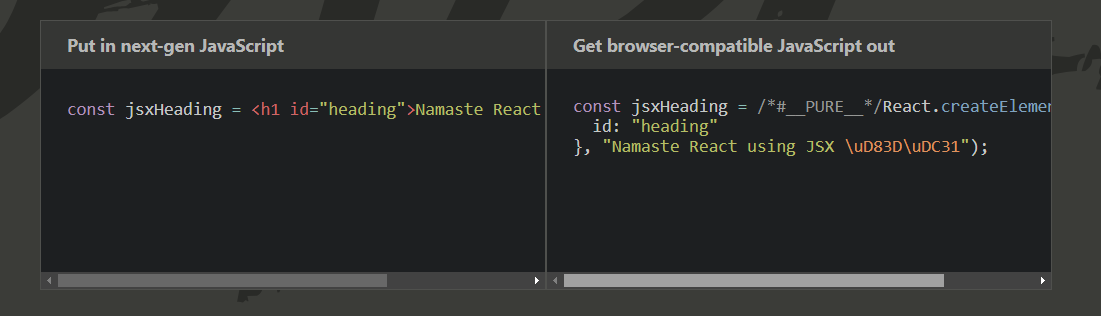 Put in next-gen JavaScript
const jsxHeading = <h1 id="heading">Namaste React
Get browser-compatible JavaScript out
const jsxHeading = /*#__PURE__*/React.createElemen
  id: "heading"
}, "Namaste React using JSX \uD83D\uDC31");